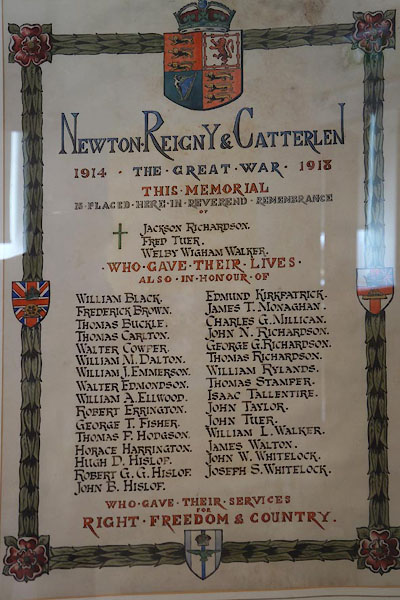 NEWTON·REIGNY & CATTERLEN
1914 · THE · GREAT · WAR · 1918
THIS · MEMORIAL
IS · PLACED · HERE · IN · REVEREND · REMEMBRANCE
OF
JACKSON RICHARDSON.
FRED TUER.
WELBY WIGHAM WALKER.
· WHO · GAVE · THEIR · LIVES ·
ALSO · IN · HONOUR · OF
WILLIAM BLACK.
FREDERICK BROWN.
THOMAS BUCKLE.
THOMAS CARLTON.
WALTER COWPER.
WILLIAM M. DALTON.
WILLIAM J. EMMERSON.
WALTER EDMONDSON.
WILLIAM A. ELLWOOD.
ROBERT ERRINGTON.
GEORGE T. FISHER.
THOMAS F. HODGSON.
HORACE HARRINGTON.
HUGH D. HISLOP.
ROBERT G. G. HISLOP.
JOHN B. HISLOP.
EDMUND KIRKPATRICK.
JAMES T. MONAGHAN.
CHARLES G. MILLICAN.
JOHN N. RICHARDSON.
GEORGE G. RICHARDSON.
THOMAS RICHARDSON.
WILLIAM RYLANDS.
THOMAS STAMPER.
ISAAC TALLENTIRE.
JOHN TAYLOR.
JOHN TUER.
WILLIAM L. WALKER.
JAMES WALTON.
JOHN W. WHITELOCK.
JOSEPH S. WHITELOCK.
WHO · GAVE · THEIR · SERVICES
FOR
RIGHT · FREEDOM & COUNTRY.